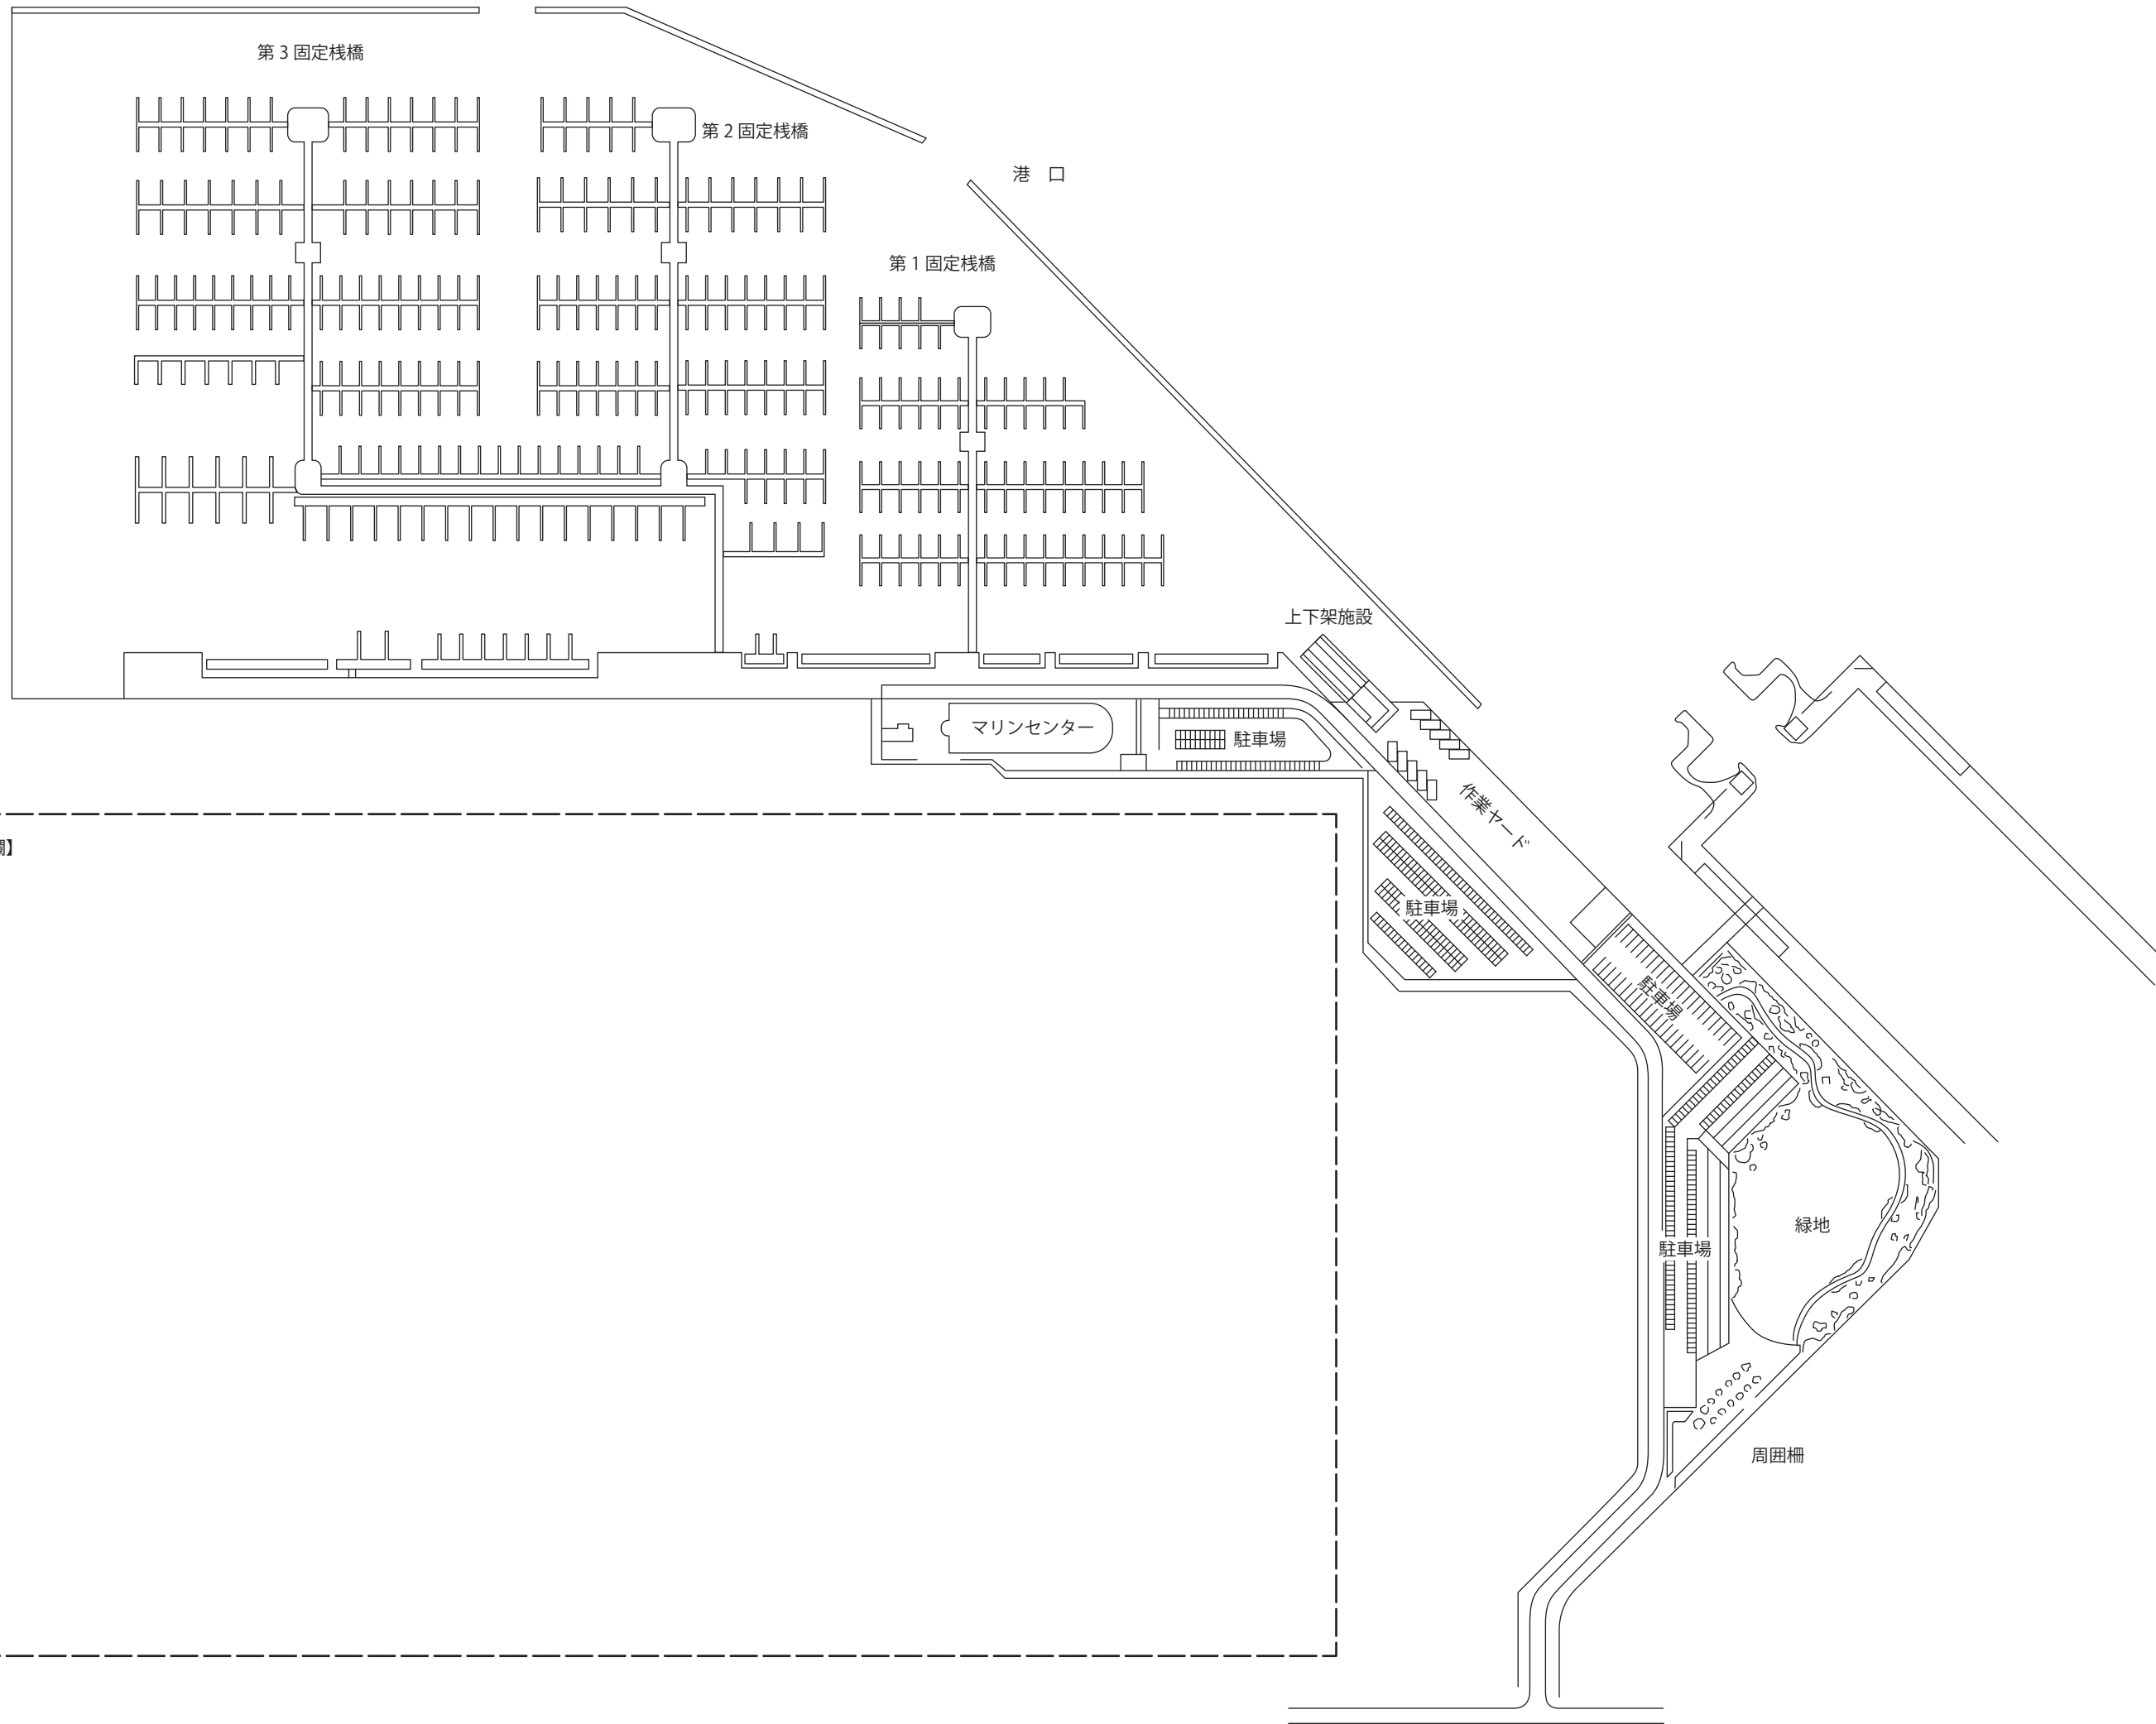 第 3 固定桟橋
第 2 固定桟橋
港　口
第 1 固定桟橋
上下架施設
マリンセンター
駐車場
作業ヤード
欄】
駐車場
駐車場
緑地
駐車場
周囲柵